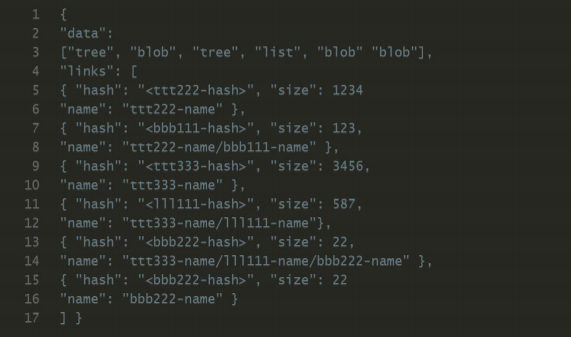 1 {
2 "data":
3 ["tree", "blob", "tree", "list", "blob" "blob"],
4 "links": [
5 { "hash": "<ttt222-hash>", "size": 1234
6 "name": "ttt222-name" },
7 { "hash": "<bbb111-hash>", "size": 123,
8 "name": "ttt222-name/bbb111-name" },
9 { "hash": "<ttt333-hash>", "size": 3456,
10 "name": "ttt333-name" },
11 { "hash": "<lll111-hash>", "size": 587,
12 "name": "ttt333-name/lll111-name"},
13 { "hash": "<bbb222-hash>", "size": 22,
14 "name": "ttt333-name/lll111-name/bbb222-name" },
15 { "hash": "<bbb222-hash>", "size": 22
16 "name": "bbb222-name" }
17 ] }